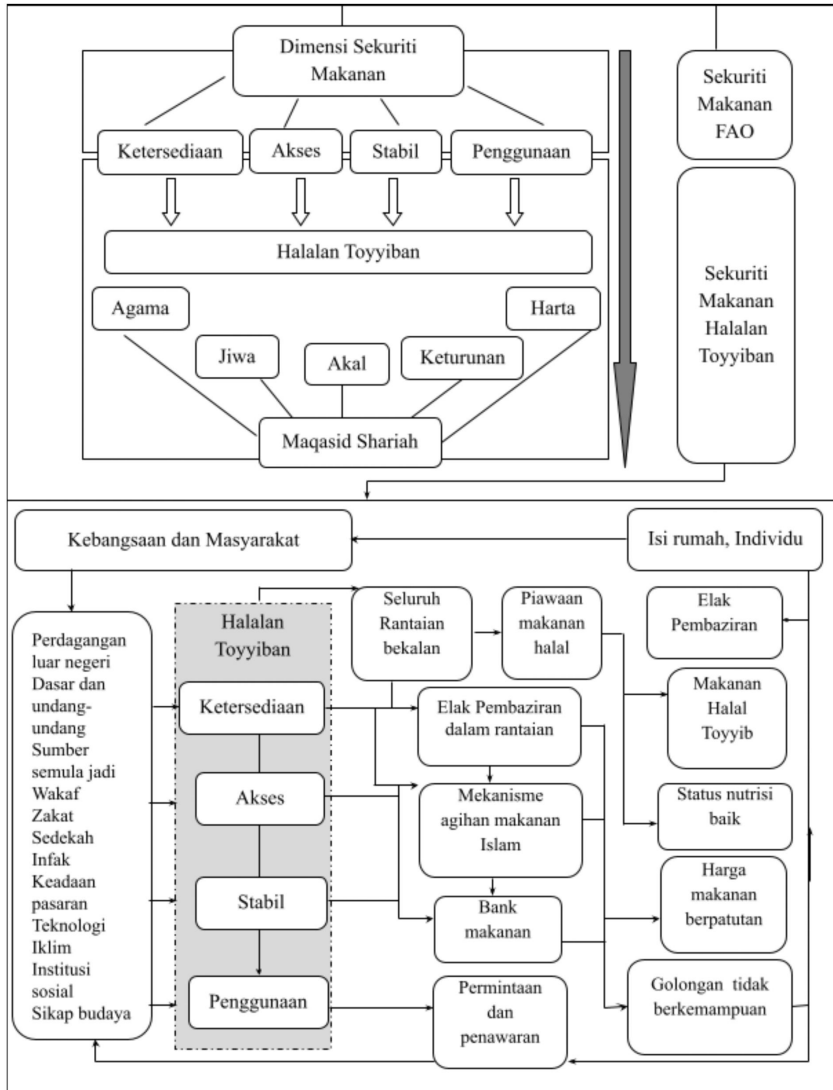 Dimensi Sekuriti
Makanan
Sekuriti
Makanan
FAO
Ketersediaan
Akses
Stabil
Penggunaan
Halalan Toyyiban
Sekuriti
Makanan
Halalan
Toyyiban
Agama
Jiwa
Akal
Keturunan
Harta
Maqasid Shariah
Kebangsaan dan Masyarakat
Isi rumah, Individu
Perdagangan
luar negeri
Dasar dan
undang-
undang
Sumber
semula jadi
Wakaf
Zakat
Sedekah
Infak
Keadaan
pasaran
Teknologi
Iklim
Institusi
sosial
Sikap budaya
Halalan
Toyyiban
Ketersediaan
Akses
Stabil
Penggunaan
Seluruh
Rantaian
bekalan
Piawaan
makanan
halal
Elak
Pembaziran
Elak Pembaziran
dalam rantaian
Makanan
Halal
Toyyib
Mekanisme
agihan makanan
Islam
Status nutrisi
baik
Bank
makanan
Harga
makanan
berpatutan
Permintaan
dan
penawaran
Golongan tidak
berkemampuan